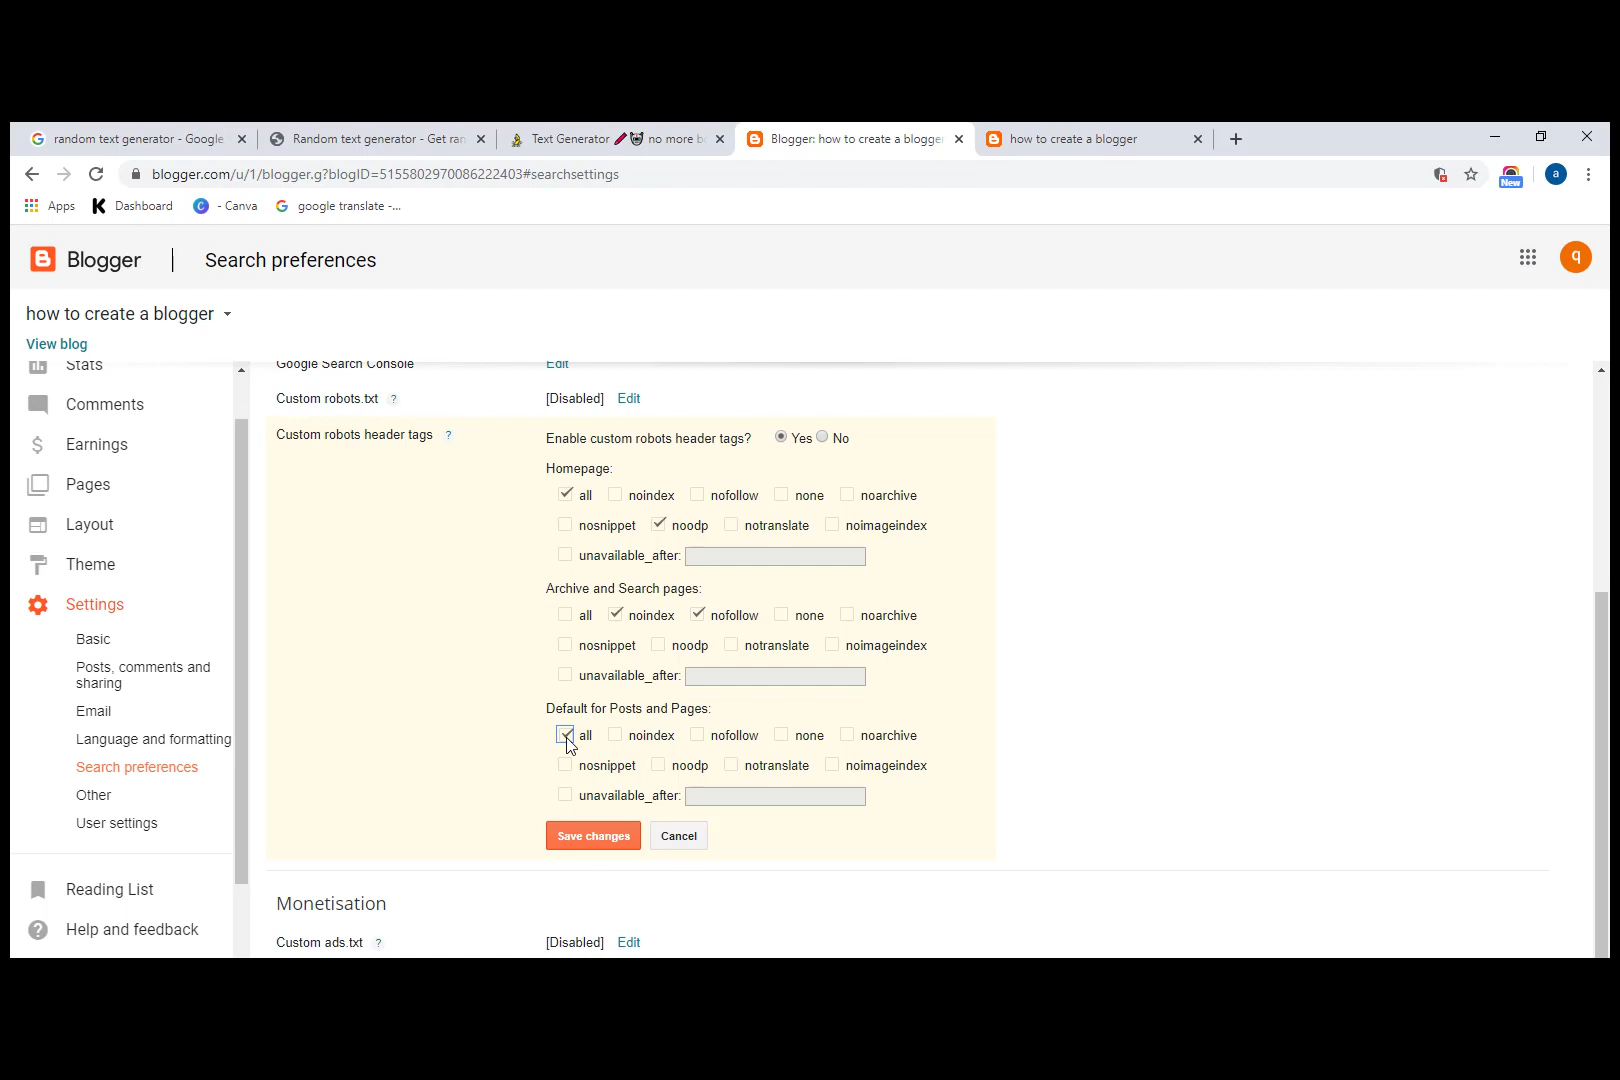 random text generator - Google
Random text generator - Get ran
Text Generator no more b
Blogger: how to create a blogger
how to create a blogger
blogger.com/u/1/blogger.g?blogID=5155802970086222403#searchsettings
New
a
Apps
K Dashboard
C - Canva
google translate -...
Blogger | Search preferences
q
how to create a blogger
View blog
Stats
Comments
Earnings
Pages
Layout
Theme
Settings
Basic
Posts, comments and
sharing
Email
Language and formatting
Search preferences
Other
User settings
Reading List
Help and feedback
Google Search Console Edit
Custom robots.txt ? [Disabled] Edit
Custom robots header tags ? Enable custom robots header tags? Yes No
Homepage:
all noindex nofollow none noarchive
nosnippet noodp notranslate noimageindex
unavailable_after:
Archive and Search pages:
all noindex nofollow none noarchive
nosnippet noodp notranslate noimageindex
unavailable_after:
Default for Posts and Pages:
all noindex nofollow none noarchive
nosnippet noodp notranslate noimageindex
unavailable_after:
Save changes Cancel
Monetisation
Custom ads.txt ? [Disabled] Edit